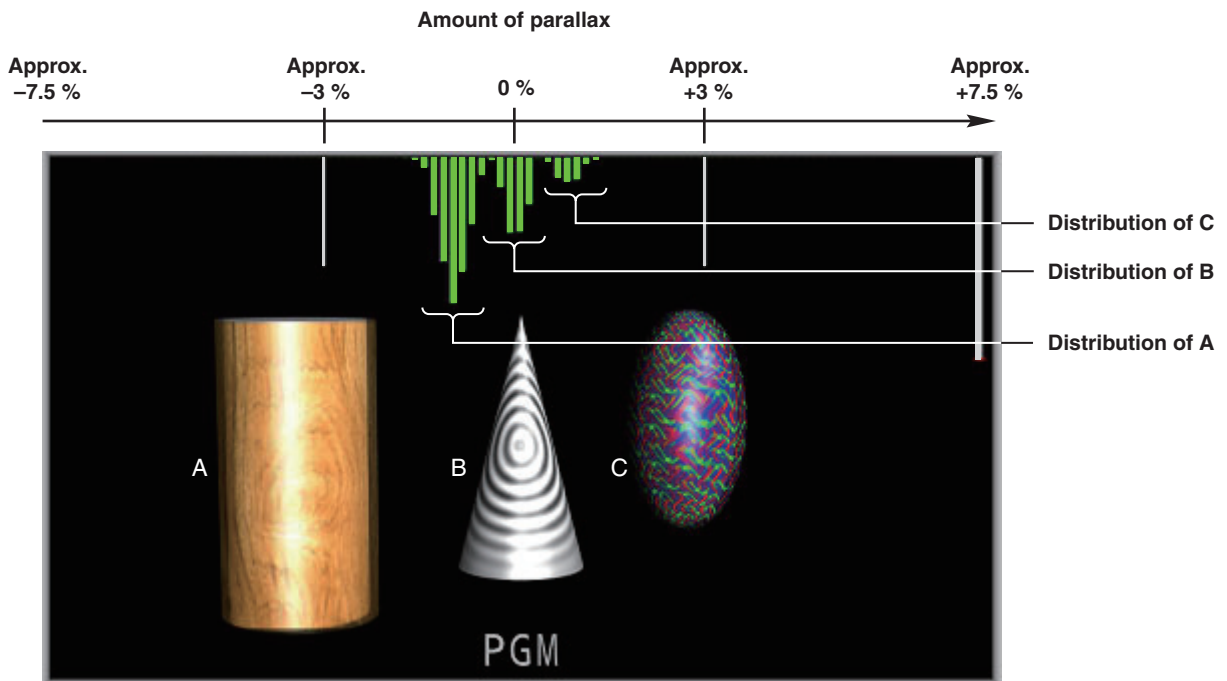 Amount of parallax
Approx.
–7.5 %
Approx.
–3 %
0 %
Approx.
+3 %
Approx.
+7.5 %
Distribution of C
Distribution of B
Distribution of A
A
B
C
PGM